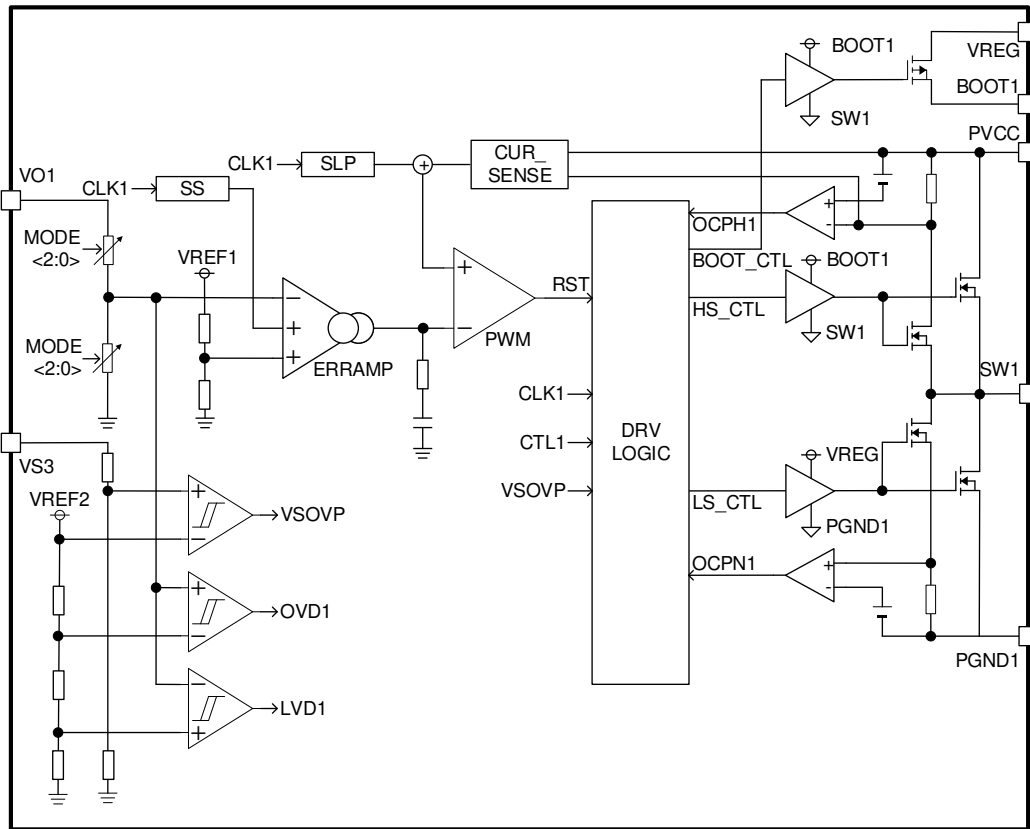 BOOT1
VREG
BOOT1
SW1
PVCC
CLK1
SLP
+
CUR_
SENSE
VO1
CLK1
SS
MODE
<2:0>
VREF1
OCPH1
+
-
BOOT_CTL
BOOT1
+
RST
HS_CTL
−
+
+
−
PWM
SW1
MODE
<2:0>
ERRAMP
SW1
CLK1
DRV
LOGIC
CTL1
VS3
VREG
VREF2
+
VSOVP
VSOVP
LS_CTL
−
PGND1
OCPN1
+
-
+
OVD1
−
PGND1
−
LVD1
+